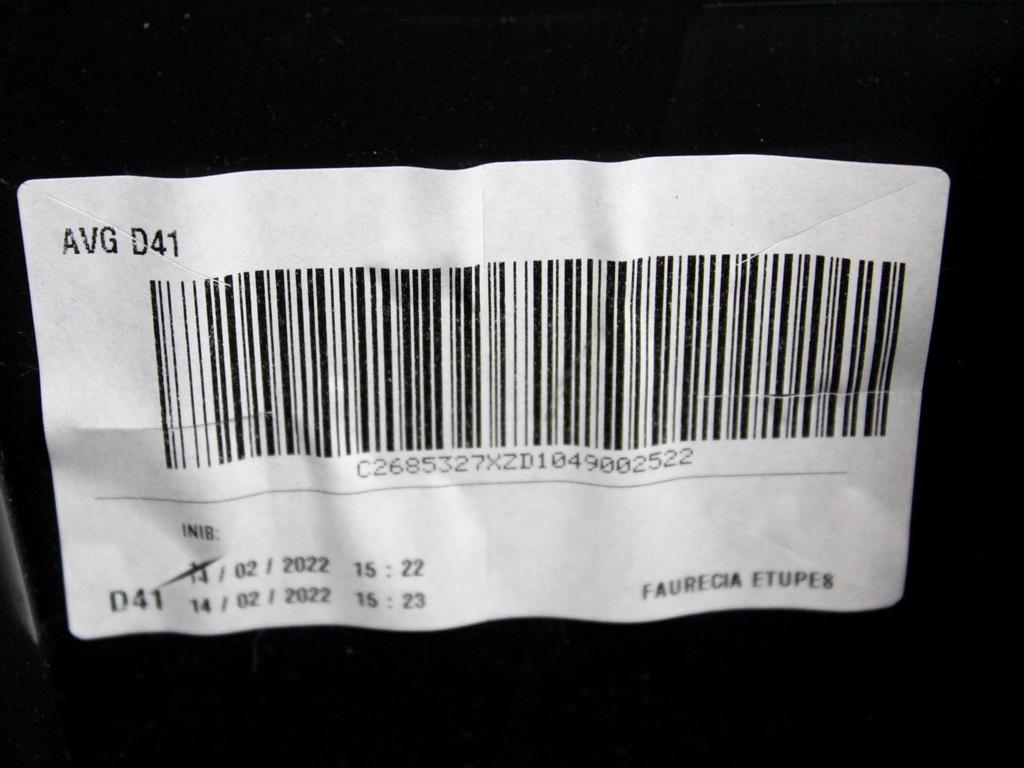 AVG D41
C2685327XZD1049002522
INIB:
14 / 02 / 2022 15 : 22
D41 14 / 02 / 2022 15 : 23
FAURECIA ETUPES